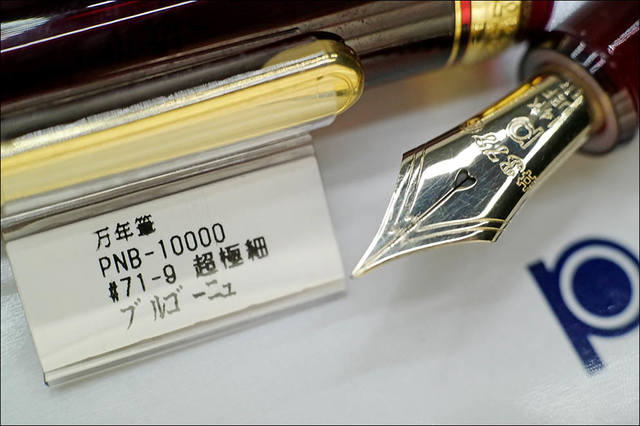 万年筆
PNB-10000
#71-9 超極細
ブルゴーニュ